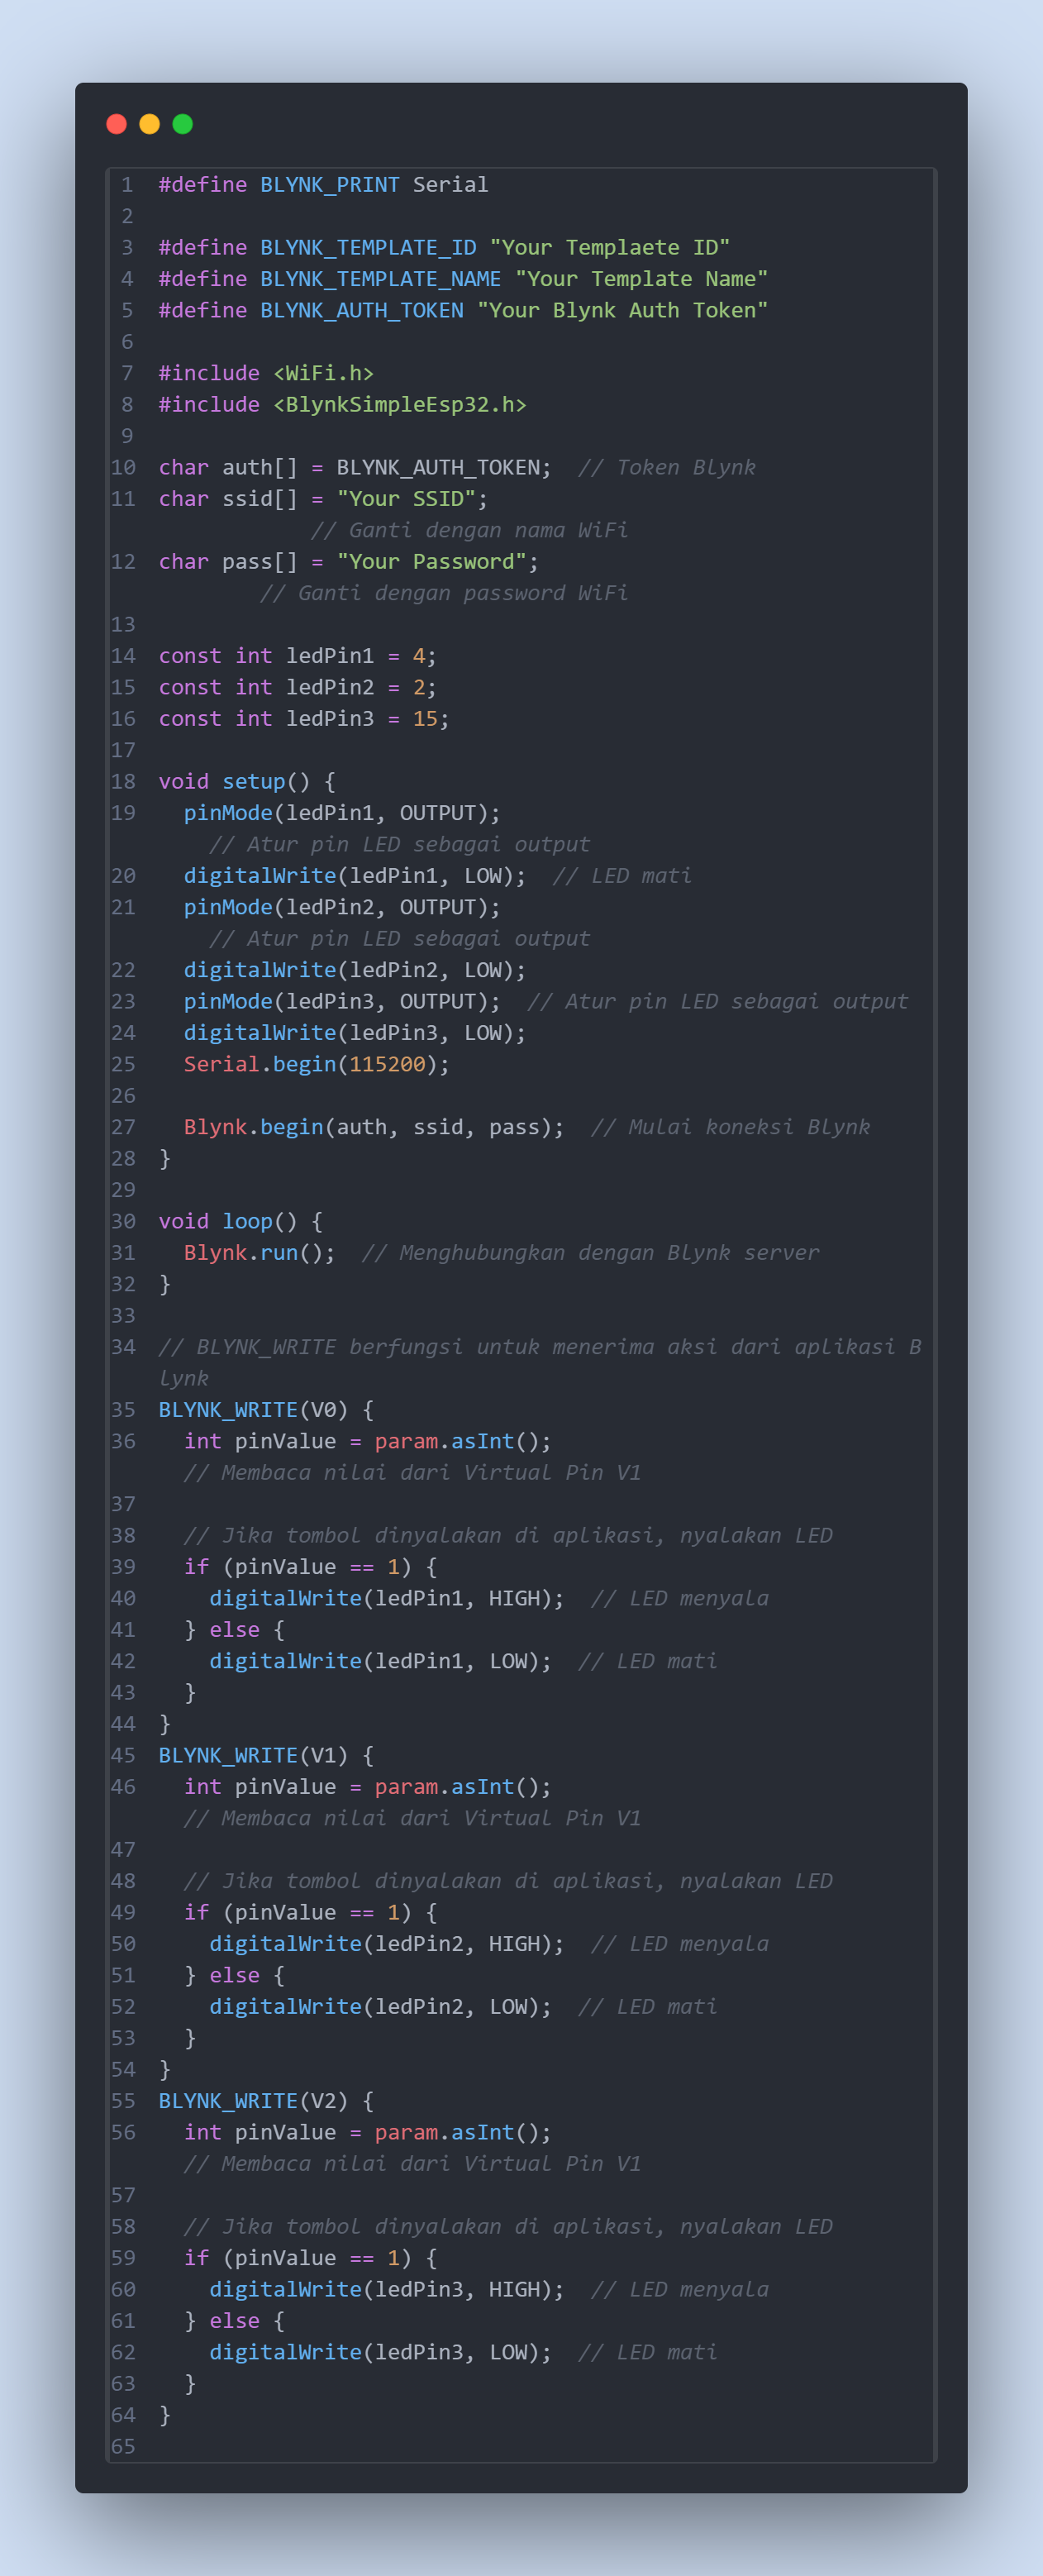 1 #define BLYNK_PRINT Serial
2
3 #define BLYNK_TEMPLATE_ID "Your Templaete ID"
4 #define BLYNK_TEMPLATE_NAME "Your Template Name"
5 #define BLYNK_AUTH_TOKEN "Your Blynk Auth Token"
6
7 #include <WiFi.h>
8 #include <BlynkSimpleEsp32.h>
9
10 char auth[] = BLYNK_AUTH_TOKEN;  // Token Blynk
11 char ssid[] = "Your SSID";
// Ganti dengan nama WiFi
12 char pass[] = "Your Password";
// Ganti dengan password WiFi
13
14 const int ledPin1 = 4;
15 const int ledPin2 = 2;
16 const int ledPin3 = 15;
17
18 void setup() {
19   pinMode(ledPin1, OUTPUT);
// Atur pin LED sebagai output
20   digitalWrite(ledPin1, LOW);  // LED mati
21   pinMode(ledPin2, OUTPUT);
// Atur pin LED sebagai output
22   digitalWrite(ledPin2, LOW);
23   pinMode(ledPin3, OUTPUT);  // Atur pin LED sebagai output
24   digitalWrite(ledPin3, LOW);
25   Serial.begin(115200);
26
27   Blynk.begin(auth, ssid, pass);  // Mulai koneksi Blynk
28 }
29
30 void loop() {
31   Blynk.run();  // Menghubungkan dengan Blynk server
32 }
33
34 // BLYNK_WRITE berfungsi untuk menerima aksi dari aplikasi B
lynk
35 BLYNK_WRITE(V0) {
36   int pinValue = param.asInt();
// Membaca nilai dari Virtual Pin V1
37
38   // Jika tombol dinyalakan di aplikasi, nyalakan LED
39   if (pinValue == 1) {
40     digitalWrite(ledPin1, HIGH);  // LED menyala
41   } else {
42     digitalWrite(ledPin1, LOW);  // LED mati
43   }
44 }
45 BLYNK_WRITE(V1) {
46   int pinValue = param.asInt();
// Membaca nilai dari Virtual Pin V1
47
48   // Jika tombol dinyalakan di aplikasi, nyalakan LED
49   if (pinValue == 1) {
50     digitalWrite(ledPin2, HIGH);  // LED menyala
51   } else {
52     digitalWrite(ledPin2, LOW);  // LED mati
53   }
54 }
55 BLYNK_WRITE(V2) {
56   int pinValue = param.asInt();
// Membaca nilai dari Virtual Pin V1
57
58   // Jika tombol dinyalakan di aplikasi, nyalakan LED
59   if (pinValue == 1) {
60     digitalWrite(ledPin3, HIGH);  // LED menyala
61   } else {
62     digitalWrite(ledPin3, LOW);  // LED mati
63   }
64 }
65